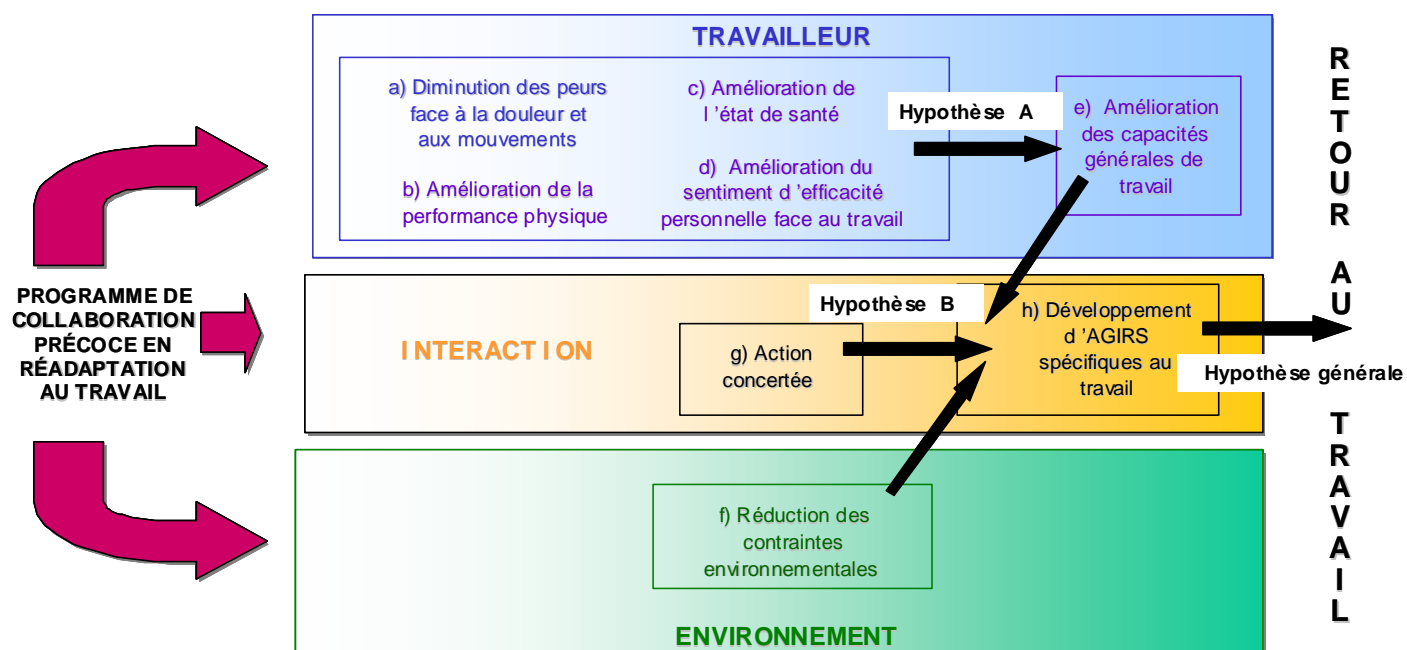 TRAVAILLEUR
a) Diminution des peurs
face à la douleur et
aux mouvements
b) Amélioration de la
performance physique
c) Amélioration de
l ’état de santé
d) Amélioration du
sentiment d ’efficacité
personnelle face au travail
Hypothèse A
e) Amélioration
des capacités
générales de
travail
PROGRAMME DE
COLLABORATION
PRÉCOCE EN
RÉADAPTATION
AU TRAVAIL
INTERACTION
Hypothèse B
g) Action
concertée
h) Développement
d ’AGIRS
spécifiques au
travail
Hypothèse générale
f) Réduction des
contraintes
environnementales
ENVIRONNEMENT
RETOUR AU TRAVAIL